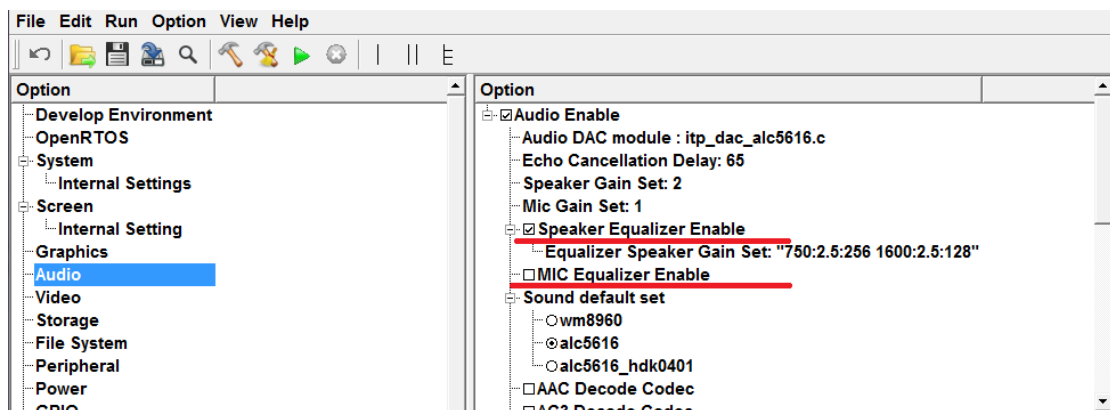 File Edit Run Option View Help
Option
Develop Environment
OpenRTOS
System
Internal Settings
Screen
Internal Setting
Graphics
Audio
Video
Storage
File System
Peripheral
Power
Option
Audio Enable
Audio DAC module : itp_dac_alc5616.c
Echo Cancellation Delay: 65
Speaker Gain Set: 2
Mic Gain Set: 1
Speaker Equalizer Enable
Equalizer Speaker Gain Set: "750:2.5:256 1600:2.5:128"
MIC Equalizer Enable
Sound default set
wm8960
alc5616
alc5616_hdk0401
AAC Decode Codec